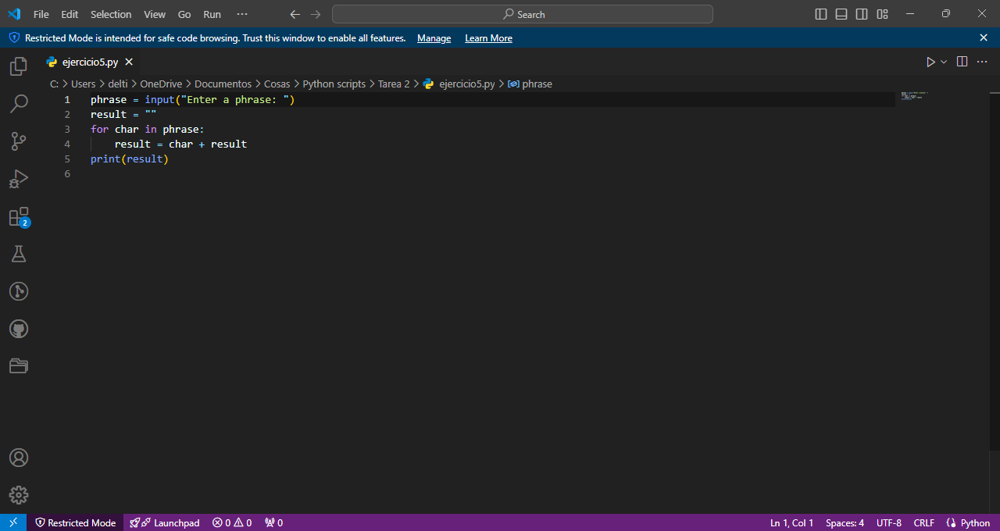 File Edit Selection View Go Run ··· Search
Restricted Mode is intended for safe code browsing. Trust this window to enable all features. Manage Learn More
ejercicio5.py
C: > Users > delti > OneDrive > Documentos > Cosas > Python scripts > Tarea 2 > ejercicio5.py > phrase
1 phrase = input("Enter a phrase: ")
2 result = ""
3 for char in phrase:
4     result = char + result
5 print(result)
6
2
Restricted Mode Launchpad 0 0 0 Ln 1, Col 1 Spaces: 4 UTF-8 CRLF Python